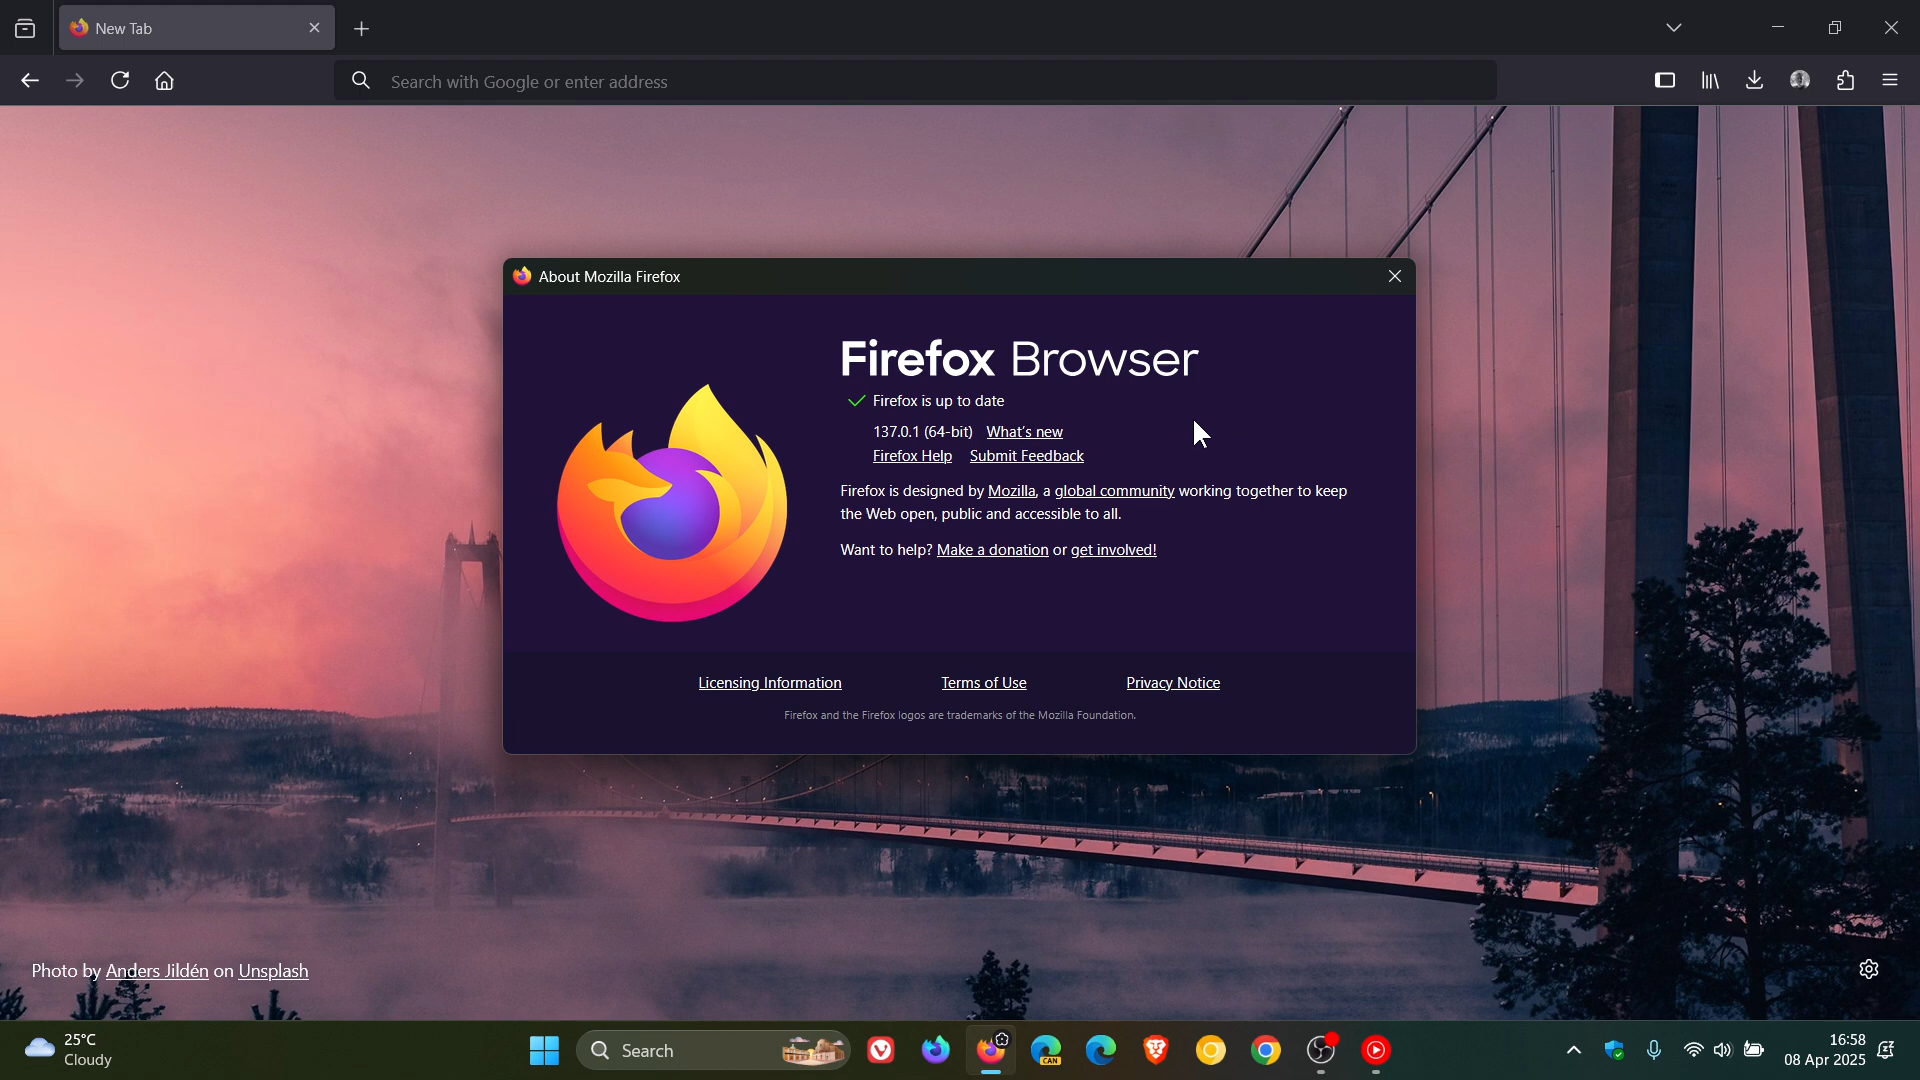 New Tab
Search with Google or enter address
About Mozilla Firefox
Firefox Browser
Firefox is up to date
137.0.1 (64-bit) What's new
Firefox Help Submit Feedback
Firefox is designed by Mozilla, a global community working together to keep
the Web open, public and accessible to all.
Want to help? Make a donation or get involved!
Licensing Information Terms of Use Privacy Notice
Firefox and the Firefox logos are trademarks of the Mozilla Foundation.
Photo by Anders Jildén on Unsplash
25°C
Cloudy
Search
CAN
16:58
08 Apr 2025